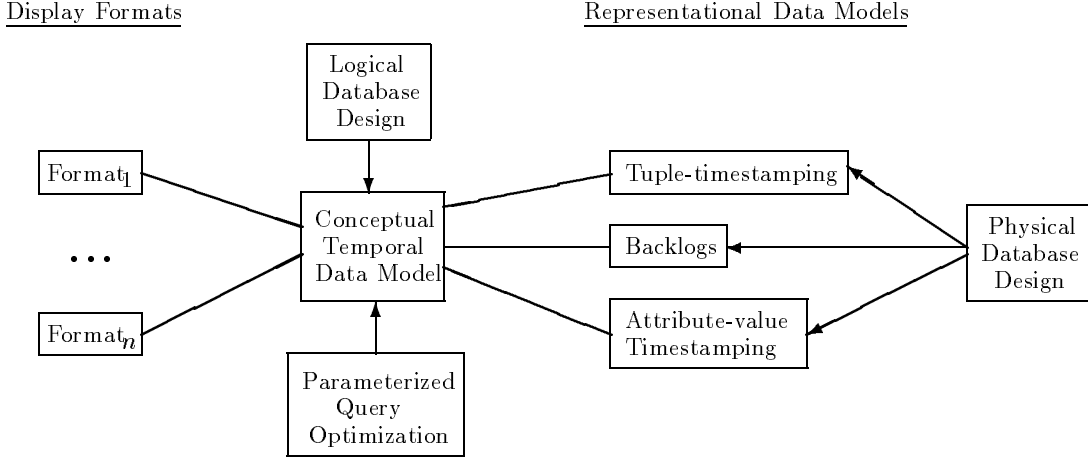 Display Formats
Representational Data Models
Logical
Database
Design
Format1
...
Formatn
Conceptual
Temporal
Data Model
Parameterized
Query
Optimization
Tuple-timestamping
Backlogs
Attribute-value
Timestamping
Physical
Database
Design